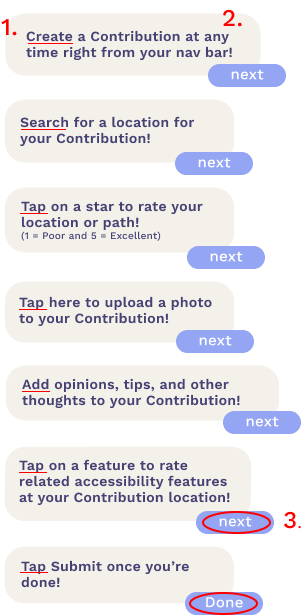 1.
2.
Create a Contribution at any
time right from your nav bar!
next
Search for a location for
your Contribution!
next
Tap on a star to rate your
location or path!
(1 = Poor and 5 = Excellent)
next
Tap here to upload a photo
to your Contribution!
next
Add opinions, tips, and other
thoughts to your Contribution!
next
Tap on a feature to rate
related accessibility features
at your Contribution location!
next
3.
Tap Submit once you’re
done!
Done